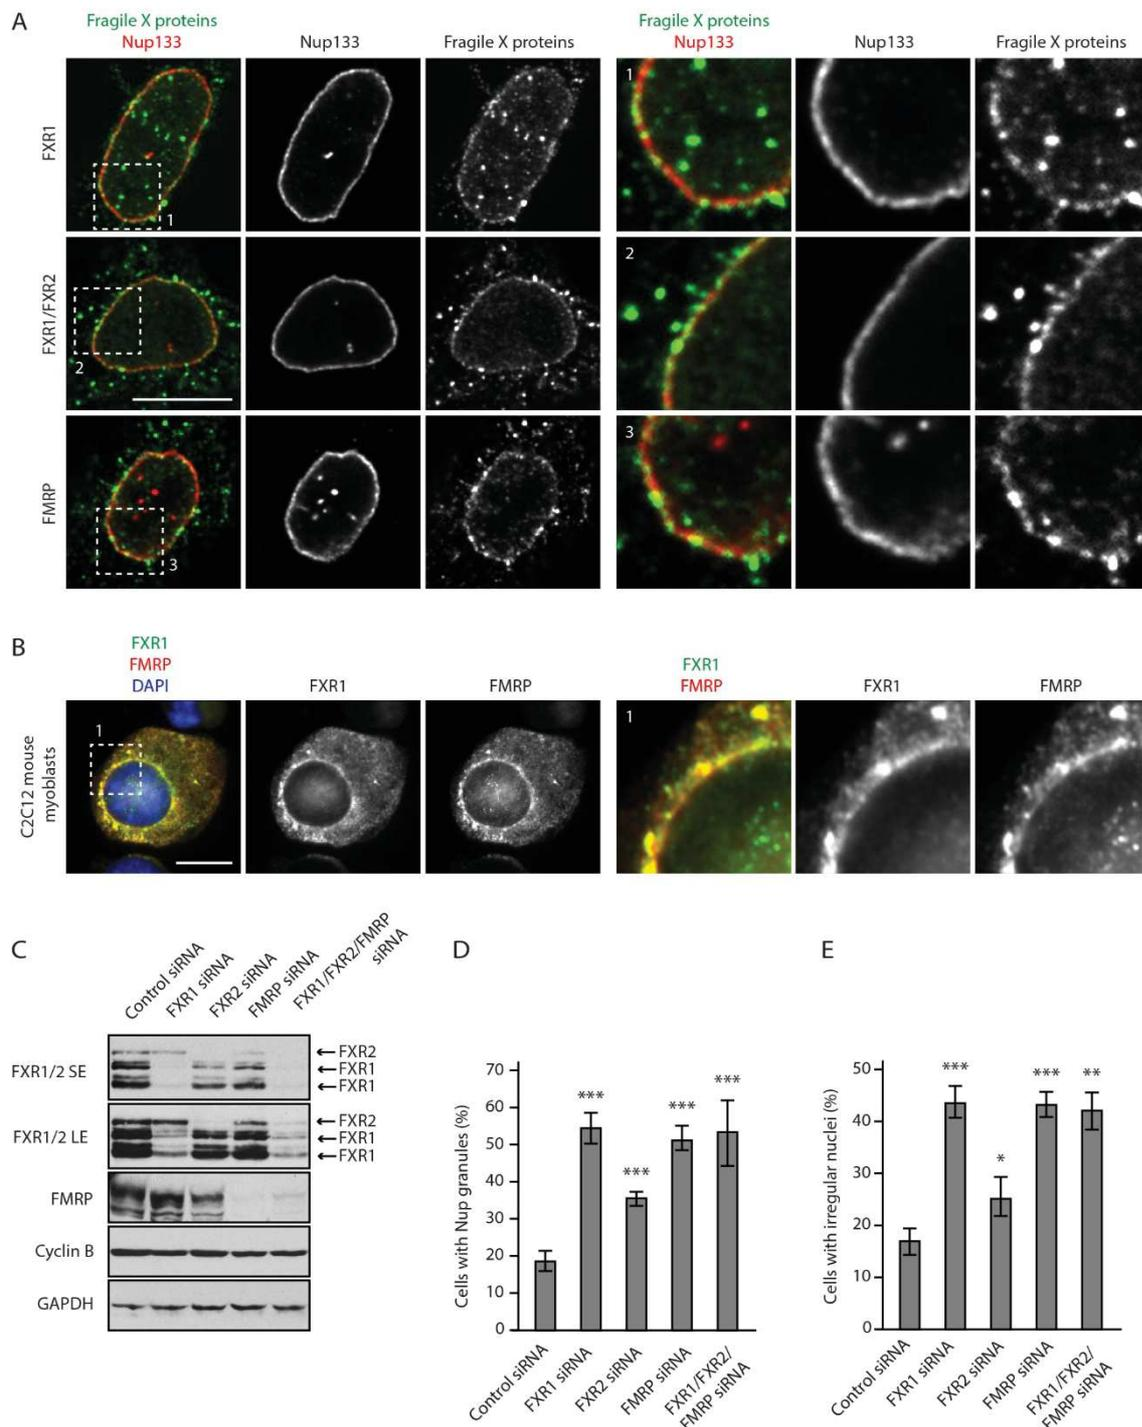 A
Fragile X proteins
Nup133
Nup133
Fragile X proteins
Fragile X proteins
Nup133
Nup133
Fragile X proteins
FXR1
1
1
FXR1/FXR2
2
2
FMRP
3
3
B
FXR1
FMRP
DAPI
FXR1
FMRP
FXR1
FMRP
FXR1
FMRP
C2C12 mouse
myoblasts
1
1
C
Control siRNA
FXR1 siRNA
FXR2 siRNA
FMRP siRNA
FXR1/FXR2/FMRP
siRNA
FXR1/2 SE
←FXR2
←FXR1
←FXR1
FXR1/2 LE
←FXR2
←FXR1
←FXR1
FMRP
Cyclin B
GAPDH
D
Cells with Nup granules (%)
70
60
50
40
30
20
10
0
***
***
***
***
Control siRNA
FXR1 siRNA
FXR2 siRNA
FMRP siRNA
FXR1/FXR2/
FMRP siRNA
E
Cells with irregular nuclei (%)
50
40
30
20
10
0
***
*
***
**
Control siRNA
FXR1 siRNA
FXR2 siRNA
FMRP siRNA
FXR1/FXR2/
FMRP siRNA